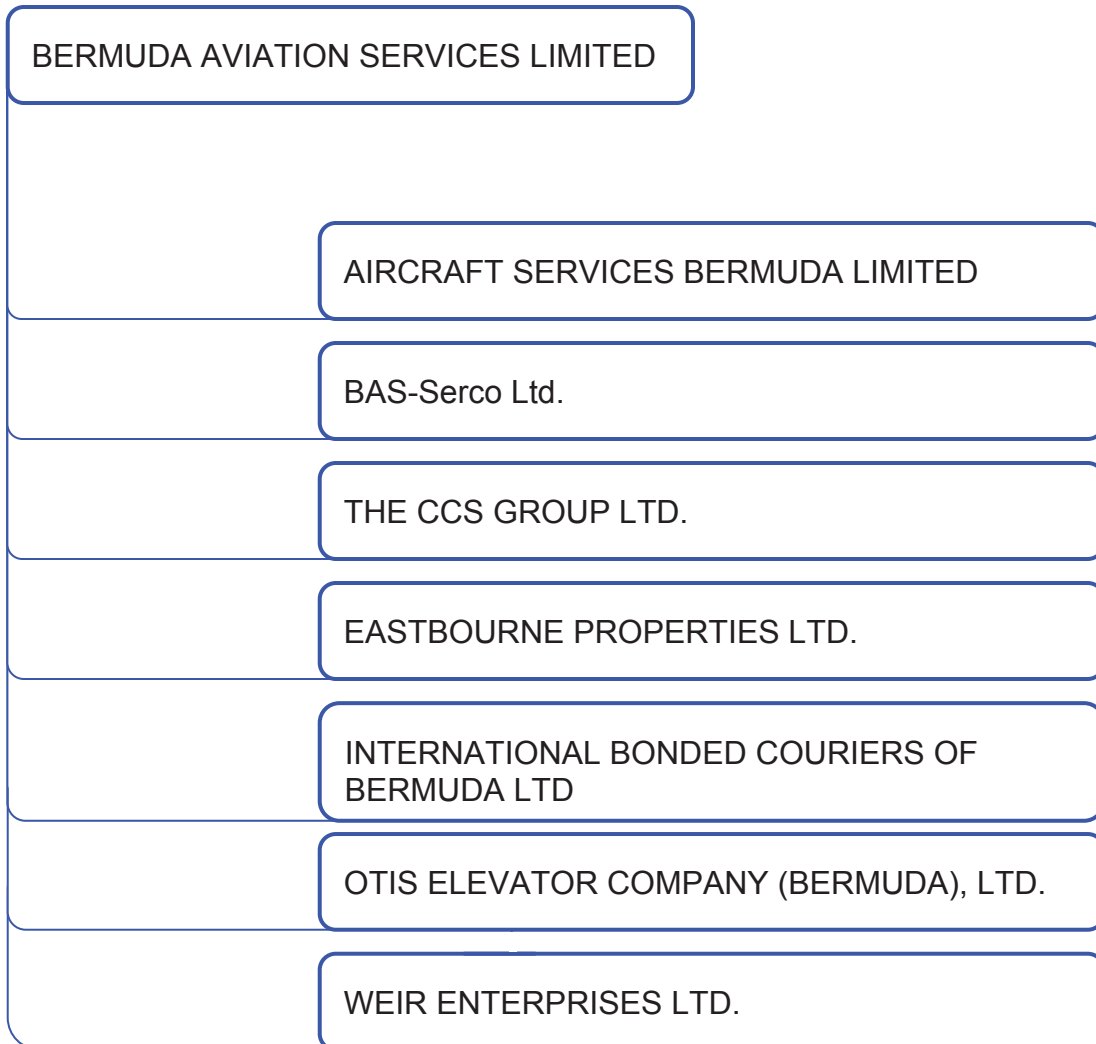 BERMUDA AVIATION SERVICES LIMITED
AIRCRAFT SERVICES BERMUDA LIMITED
BAS-Serco Ltd.
THE CCS GROUP LTD.
EASTBOURNE PROPERTIES LTD.
INTERNATIONAL BONDED COURIERS OF
BERMUDA LTD
OTIS ELEVATOR COMPANY (BERMUDA), LTD.
WEIR ENTERPRISES LTD.